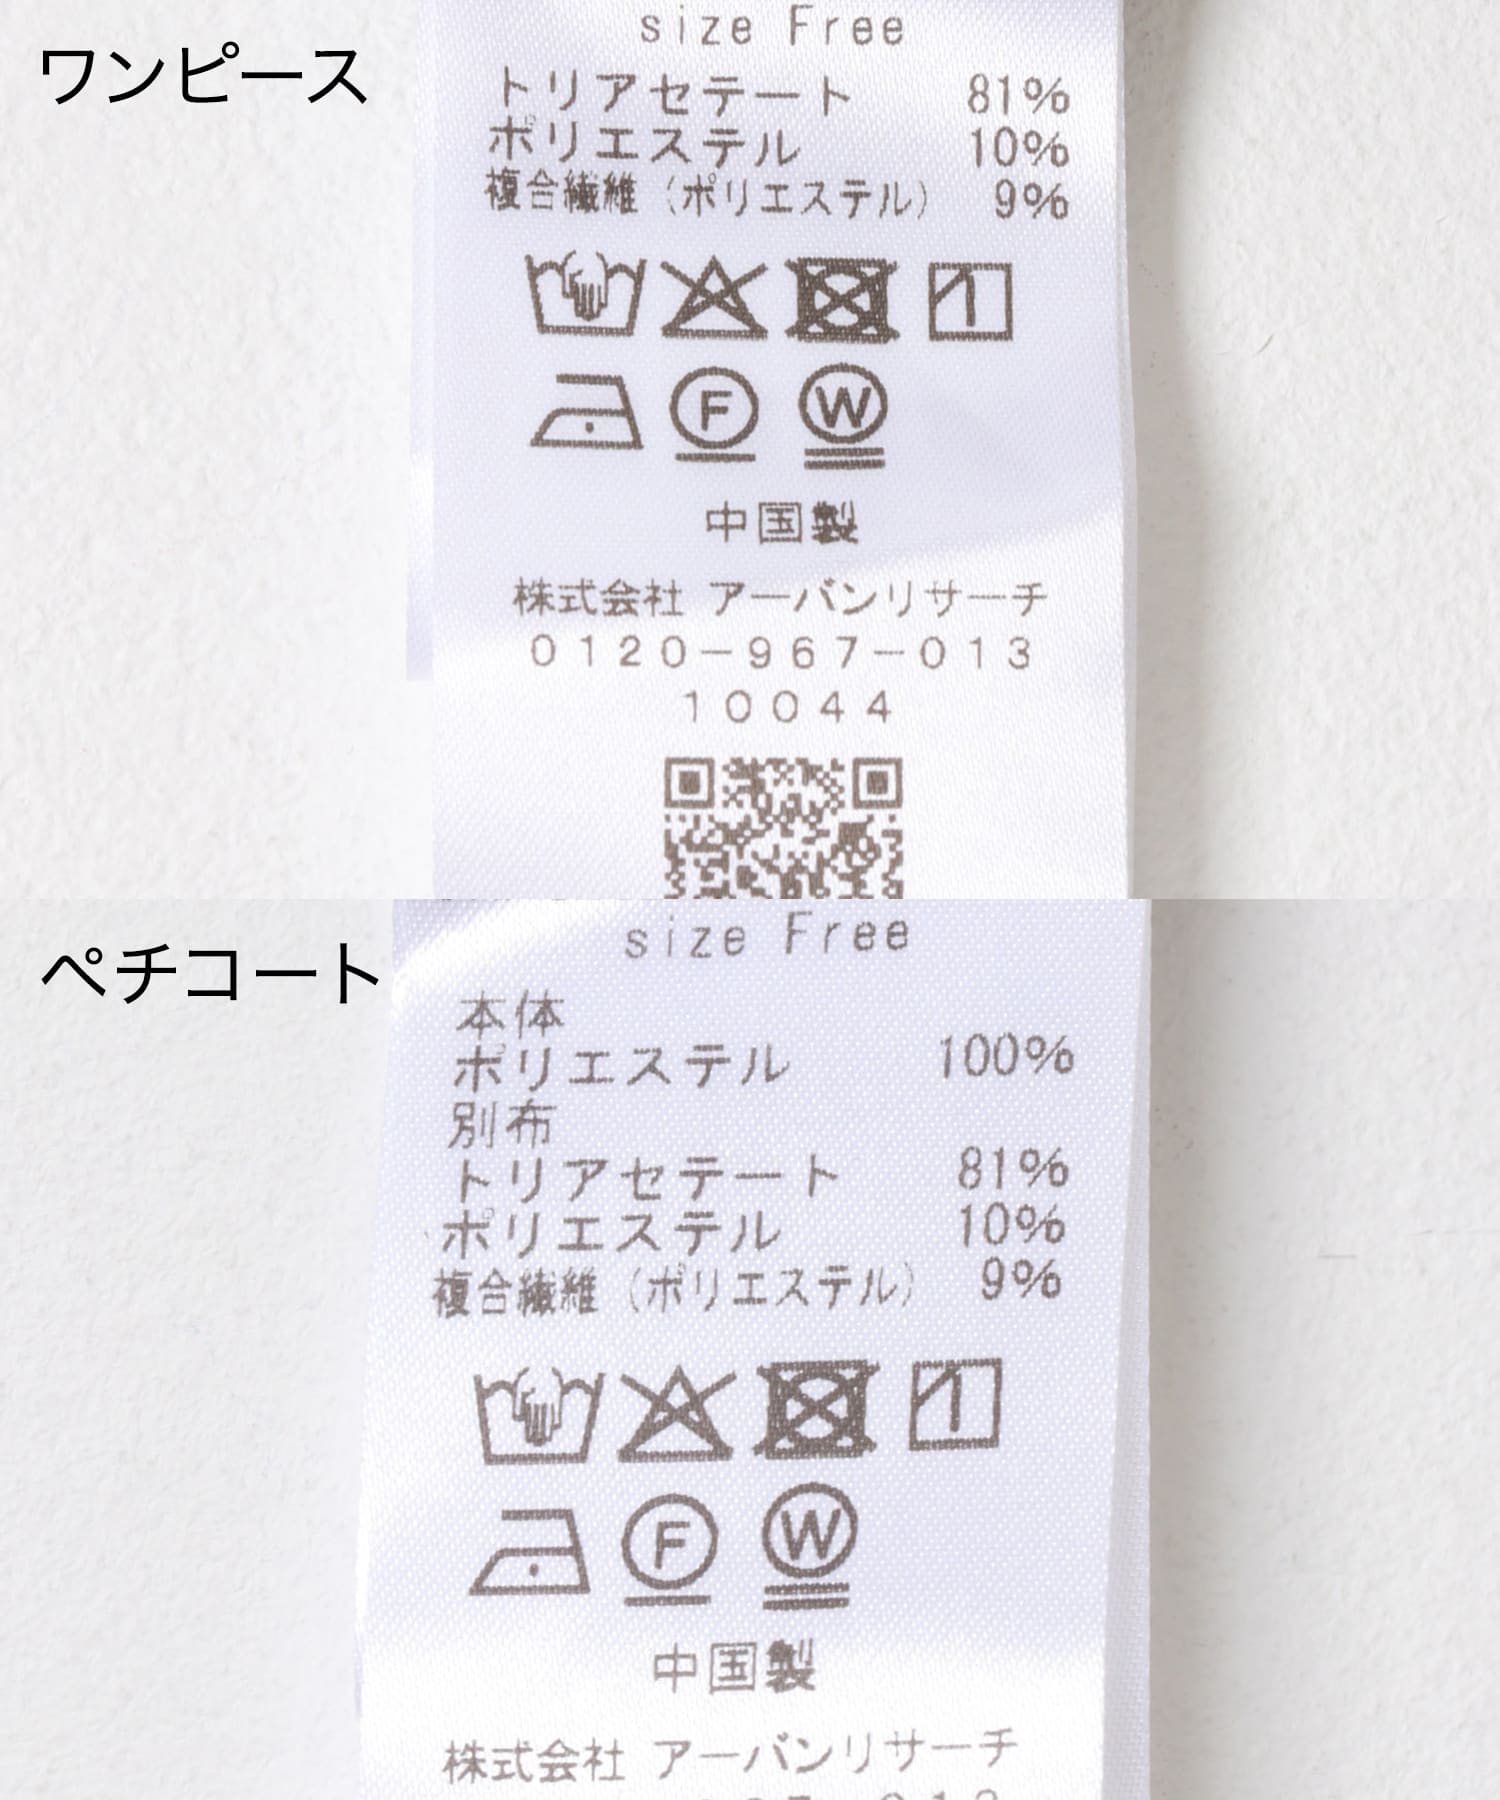 ワンピース
size Free
トリアセテート 81%
ポリエステル 10%
複合繊維(ポリエステル) 9%
F W
中国製
株式会社 アーバンリサーチ
0120-967-013
10044
ペチコート
size Free
本体
ポリエステル 100%
別布
トリアセテート 81%
ポリエステル 10%
複合繊維(ポリエステル) 9%
F W
中国製
株式会社 アーバンリサーチ